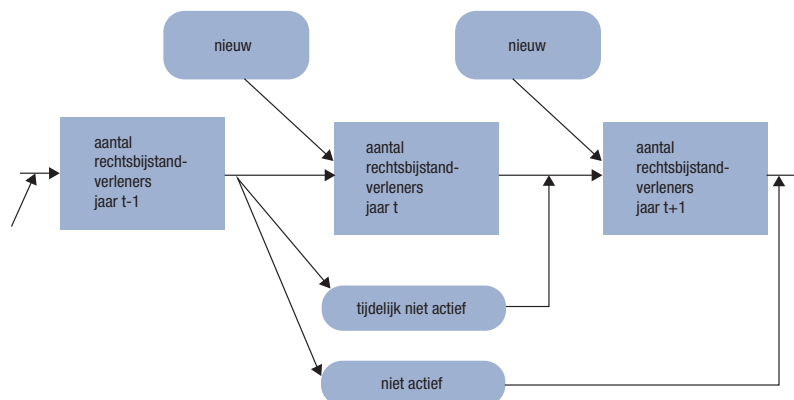 nieuw
nieuw
aantal
rechtsbijstand-
verleners
jaar t-1
aantal
rechtsbijstand-
verleners
jaar t
aantal
rechtsbijstand-
verleners
jaar t+1
tijdelijk niet actief
niet actief